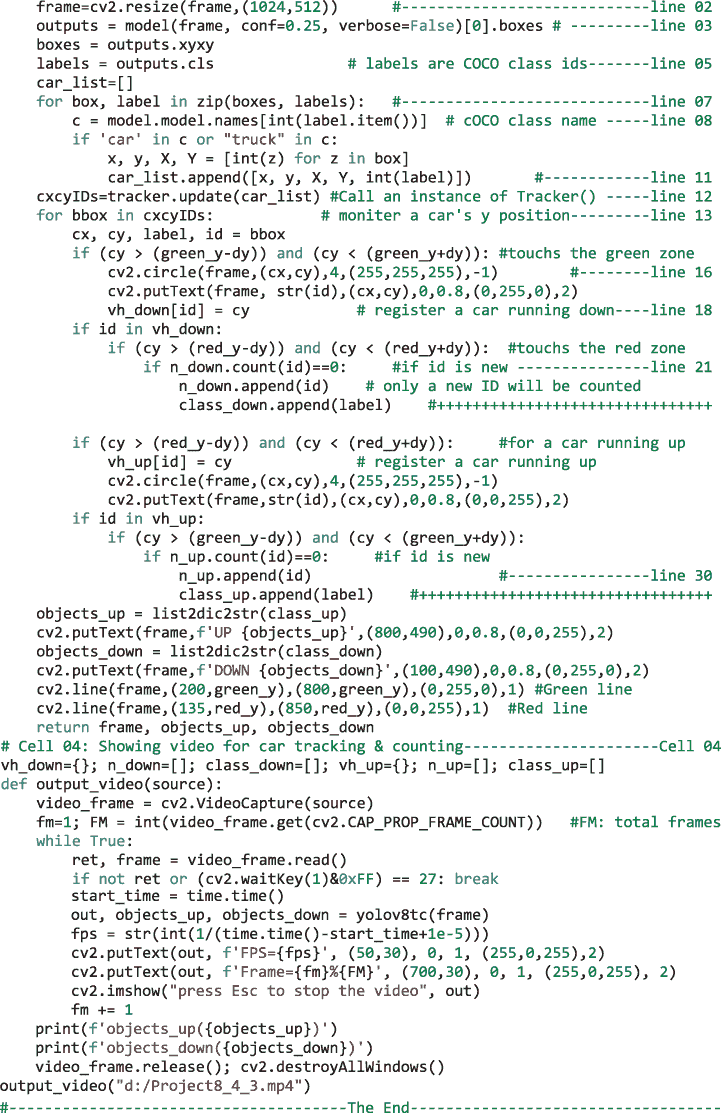 frame=cv2.resize(frame,(1024,512))      #----------------------------line 02
outputs = model(frame, conf=0.25, verbose=False)[0].boxes # ---------line 03
boxes = outputs.xyxy
labels = outputs.cls               # labels are COCO class ids-------line 05
car_list=[]
for box, label in zip(boxes, labels):   #----------------------------line 07
c = model.model.names[int(label.item())]  # cOCO class name -----line 08
if 'car' in c or "truck" in c:
x, y, X, Y = [int(z) for z in box]
car_list.append([x, y, X, Y, int(label)])       #------------line 11
cxcyIDs=tracker.update(car_list) #Call an instance of Tracker() -----line 12
for bbox in cxcyIDs:            # moniter a car's y position---------line 13
cx, cy, label, id = bbox
if (cy > (green_y-dy)) and (cy < (green_y+dy)): #touchs the green zone
cv2.circle(frame,(cx,cy),4,(255,255,255),-1)        #--------line 16
cv2.putText(frame, str(id),(cx,cy),0,0.8,(0,255,0),2)
vh_down[id] = cy            # register a car running down----line 18
if id in vh_down:
if (cy > (red_y-dy)) and (cy < (red_y+dy)):  #touchs the red zone
if n_down.count(id)==0:     #if id is new ---------------line 21
n_down.append(id)    # only a new ID will be counted
class_down.append(label)    #+++++++++++++++++++++++++++++++
if (cy > (red_y-dy)) and (cy < (red_y+dy)):     #for a car running up
vh_up[id] = cy              # register a car running up
cv2.circle(frame,(cx,cy),4,(255,255,255),-1)
cv2.putText(frame,str(id),(cx,cy),0,0.8,(0,0,255),2)
if id in vh_up:
if (cy > (green_y-dy)) and (cy < (green_y+dy)):
if n_up.count(id)==0:     #if id is new
n_up.append(id)                     #----------------line 30
class_up.append(label)    #+++++++++++++++++++++++++++++++++
objects_up = list2dic2str(class_up)
cv2.putText(frame,f'UP {objects_up}',(800,490),0,0.8,(0,0,255),2)
objects_down = list2dic2str(class_down)
cv2.putText(frame,f'DOWN {objects_down}',(100,490),0,0.8,(0,255,0),2)
cv2.line(frame,(200,green_y),(800,green_y),(0,255,0),1) #Green line
cv2.line(frame,(135,red_y),(850,red_y),(0,0,255),1)  #Red line
return frame, objects_up, objects_down
# Cell 04: Showing video for car tracking & counting----------------------Cell 04
vh_down={}; n_down=[]; class_down=[]; vh_up={}; n_up=[]; class_up=[]
def output_video(source):
video_frame = cv2.VideoCapture(source)
fm=1; FM = int(video_frame.get(cv2.CAP_PROP_FRAME_COUNT))   #FM: total frames
while True:
ret, frame = video_frame.read()
if not ret or (cv2.waitKey(1)&0xFF) == 27: break
start_time = time.time()
out, objects_up, objects_down = yolov8tc(frame)
fps = str(int(1/(time.time()-start_time+1e-5)))
cv2.putText(out, f'FPS={fps}', (50,30), 0, 1, (255,0,255),2)
cv2.putText(out, f'Frame={fm}%{FM}', (700,30), 0, 1, (255,0,255), 2)
cv2.imshow("press Esc to stop the video", out)
fm += 1
print(f'objects_up({objects_up})')
print(f'objects_down({objects_down})')
video_frame.release(); cv2.destroyAllWindows()
output_video("d:/Project8_4_3.mp4")
#--------------------------------------The End-----------------------------------